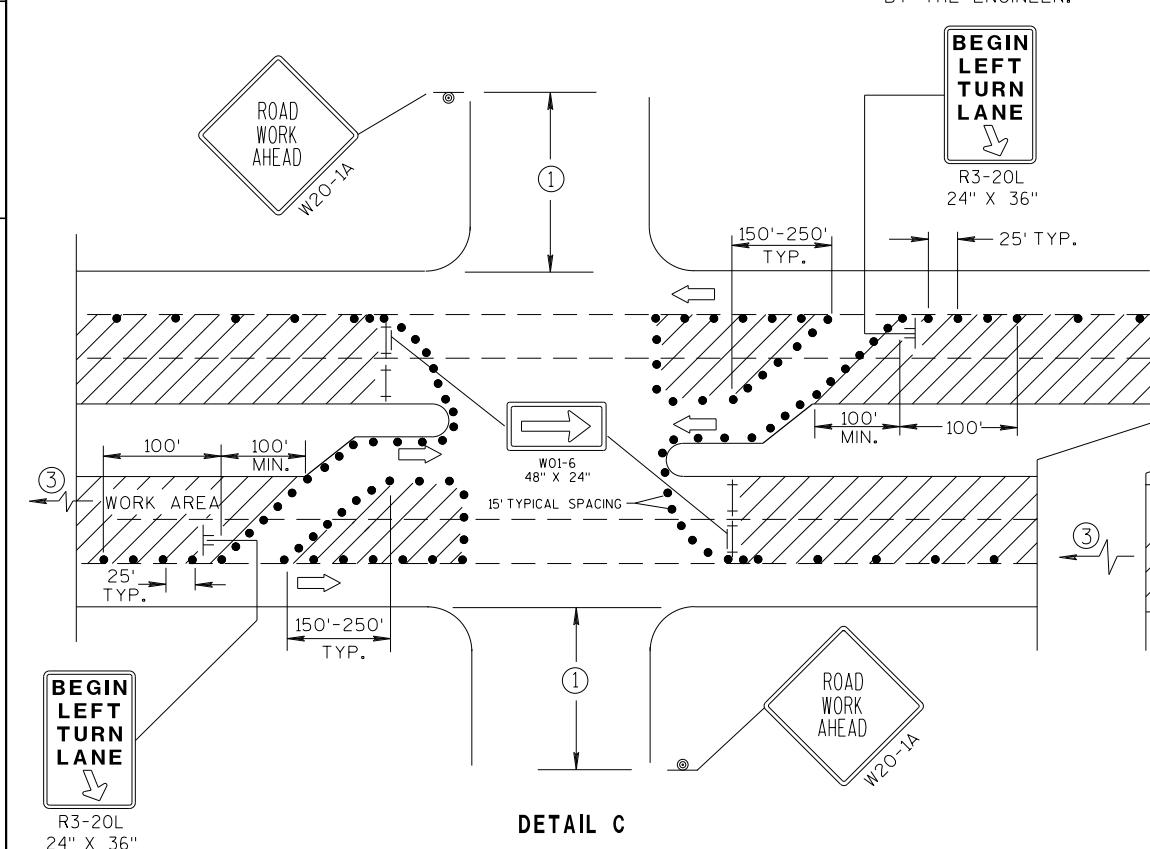 BY THE ENGINEER.
BEGIN
LEFT
TURN
LANE
R3-20L
24" X 36"
ROAD
WORK
AHEAD
W20-1A
1
150'-250'
TYP.
25' TYP.
100'
MIN.
100'
100'
100'
MIN.
W01-6
48" X 24"
15' TYPICAL SPACING
3
WORK AREA
3
25'
TYP.
150'-250'
TYP.
1
ROAD
WORK
AHEAD
W20-1A
BEGIN
LEFT
TURN
LANE
R3-20L
24" X 36"
DETAIL C